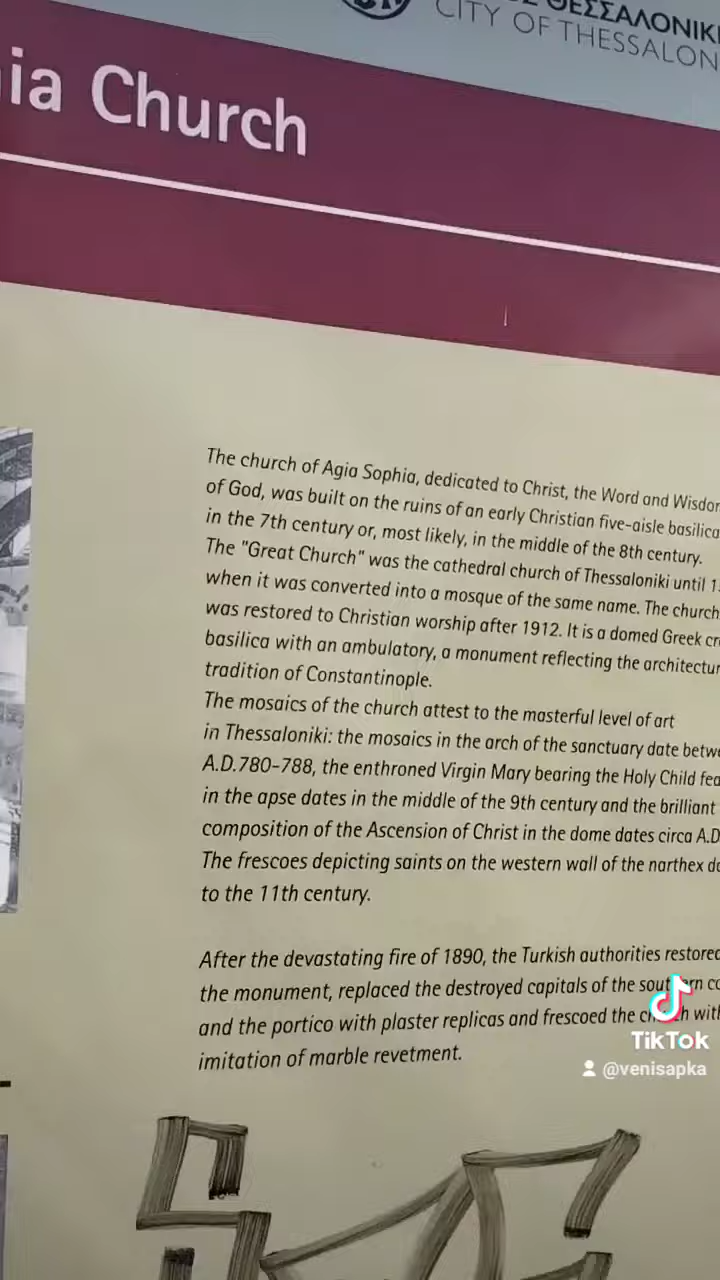 ΘΕΣΣΑΛΟΝΙΚ
CITY OF THESSALON
ia Church
The church of Agia Sophia, dedicated to Christ, the Word and Wisdo
of God, was built on the ruins of an early Christian five-aisle basilica
in the 7th century or, most likely, in the middle of the 8th century.
The "Great Church" was the cathedral church of Thessaloniki until 1
when it was converted into a mosque of the same name. The church
was restored to Christian worship after 1912. It is a domed Greek cr
basilica with an ambulatory, a monument reflecting the architectur
tradition of Constantinople.
The mosaics of the church attest to the masterful level of art
in Thessaloniki: the mosaics in the arch of the sanctuary date betwe
A.D.780-788, the enthroned Virgin Mary bearing the Holy Child fea
in the apse dates in the middle of the 9th century and the brilliant
composition of the Ascension of Christ in the dome dates circa A.D
The frescoes depicting saints on the western wall of the narthex da
to the 11th century.
After the devastating fire of 1890, the Turkish authorities restored
the monument, replaced the destroyed capitals of the southern co
and the portico with plaster replicas and frescoed the church with
imitation of marble revetment.
TikTok
@venisapka